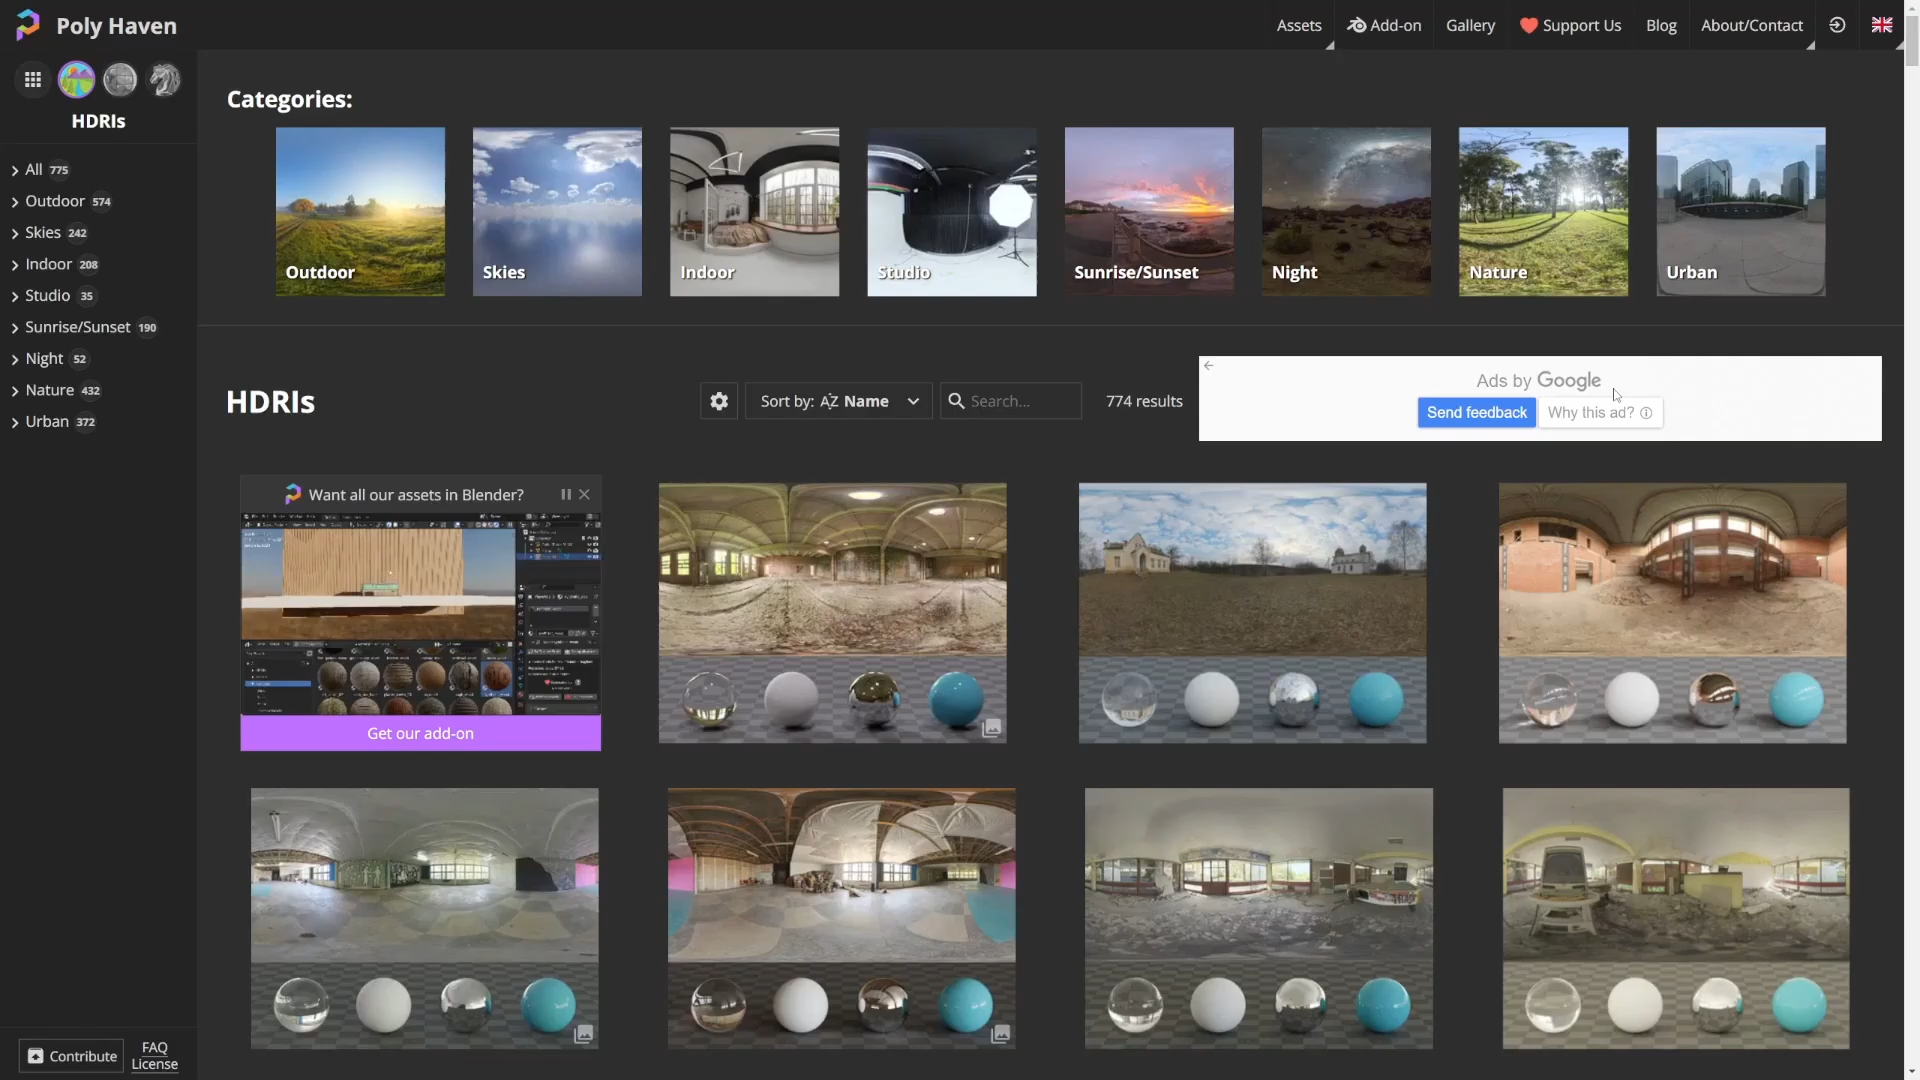 Poly Haven
Assets
Add-on
Gallery
Support Us
Blog
About/Contact
HDRIs
All 775
Outdoor 574
Skies 242
Indoor 208
Studio 35
Sunrise/Sunset 190
Night 52
Nature 432
Urban 372
Contribute
FAQ
License
Categories:
Outdoor
Skies
Indoor
Studio
Sunrise/Sunset
Night
Nature
Urban
HDRIs
Sort by: AZ Name
Search...
774 results
Ads by Google
Send feedback
Why this ad?
Want all our assets in Blender?
Get our add-on